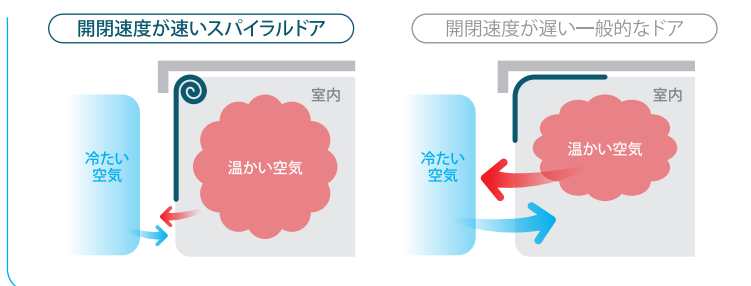 開閉速度が速いスパイラルドア
室内
冷たい
空気
温かい空気
開閉速度が遅い一般的なドア
室内
冷たい
空気
温かい空気